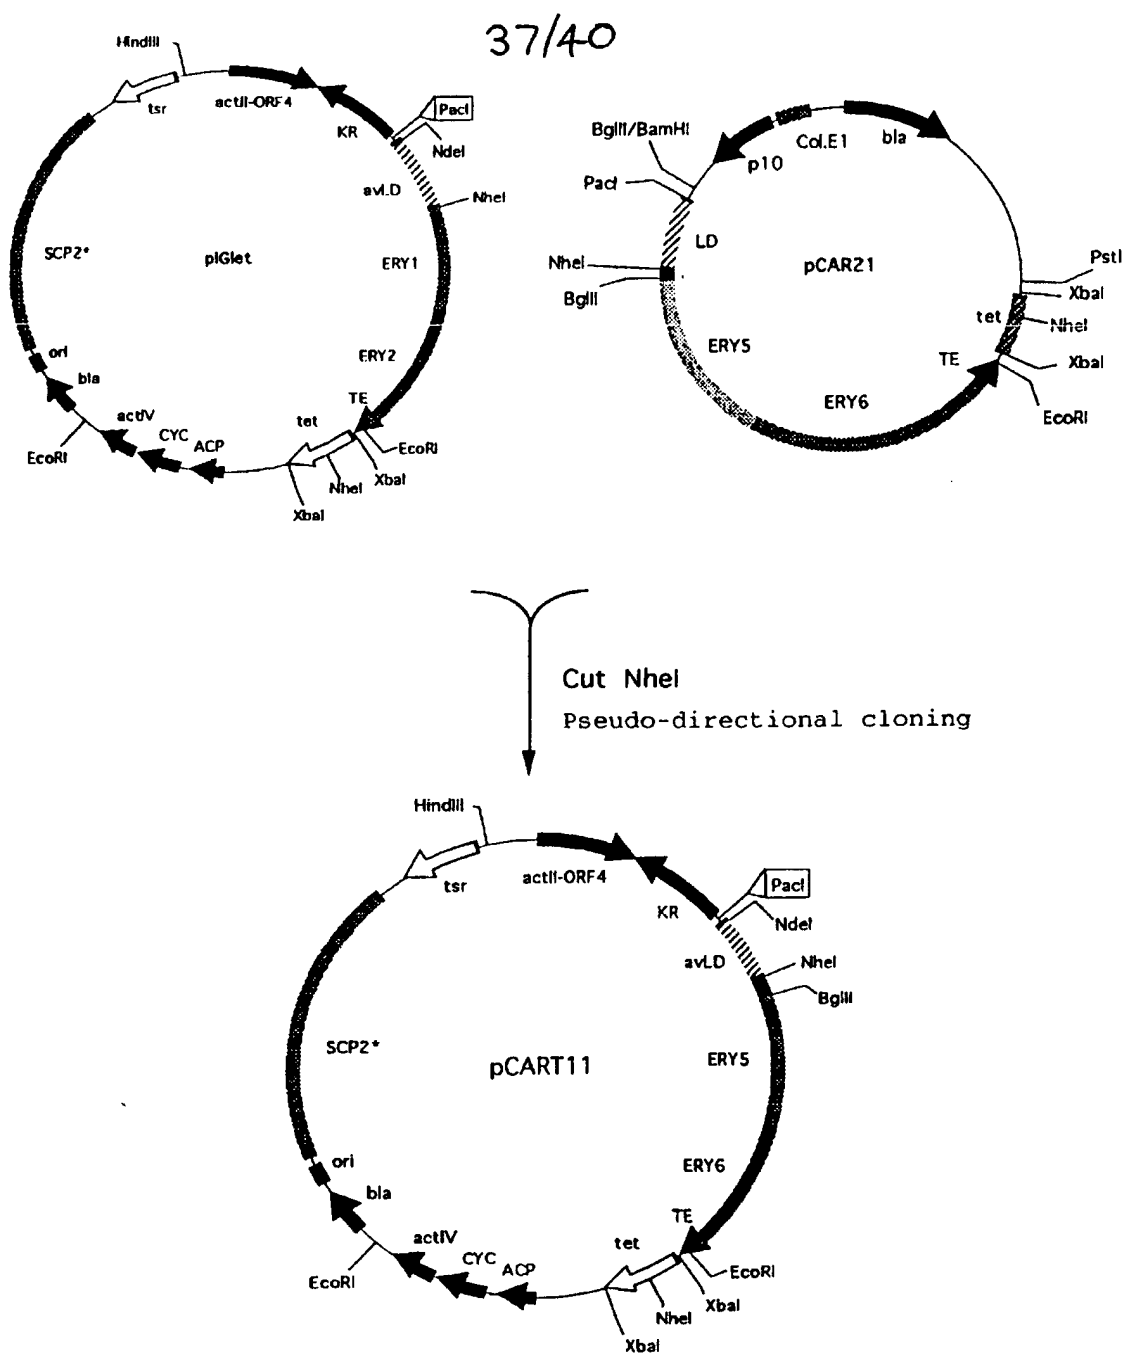 37/40
HindIII
tsr
actII-ORF4
KR
PacI
NdeI
avLD
NheI
SCP2*
pIGlet
ERY1
ERY2
ori
bla
TE
tet
EcoRI
actIV
CYC
ACP
EcoRI
XbaI
NheI
XbaI
BglII/BamHI
PacI
p10
Col.E1
bla
LD
NheI
BglII
pCAR21
PstI
XbaI
tet
NheI
ERY5
TE
XbaI
ERY6
EcoRI
Cut NheI
Pseudo-directional cloning
HindIII
tsr
actII-ORF4
KR
PacI
NdeI
avLD
NheI
BglII
SCP2*
pCART11
ERY5
ERY6
ori
bla
TE
tet
actIV
CYC
ACP
EcoRI
EcoRI
XbaI
NheI
XbaI